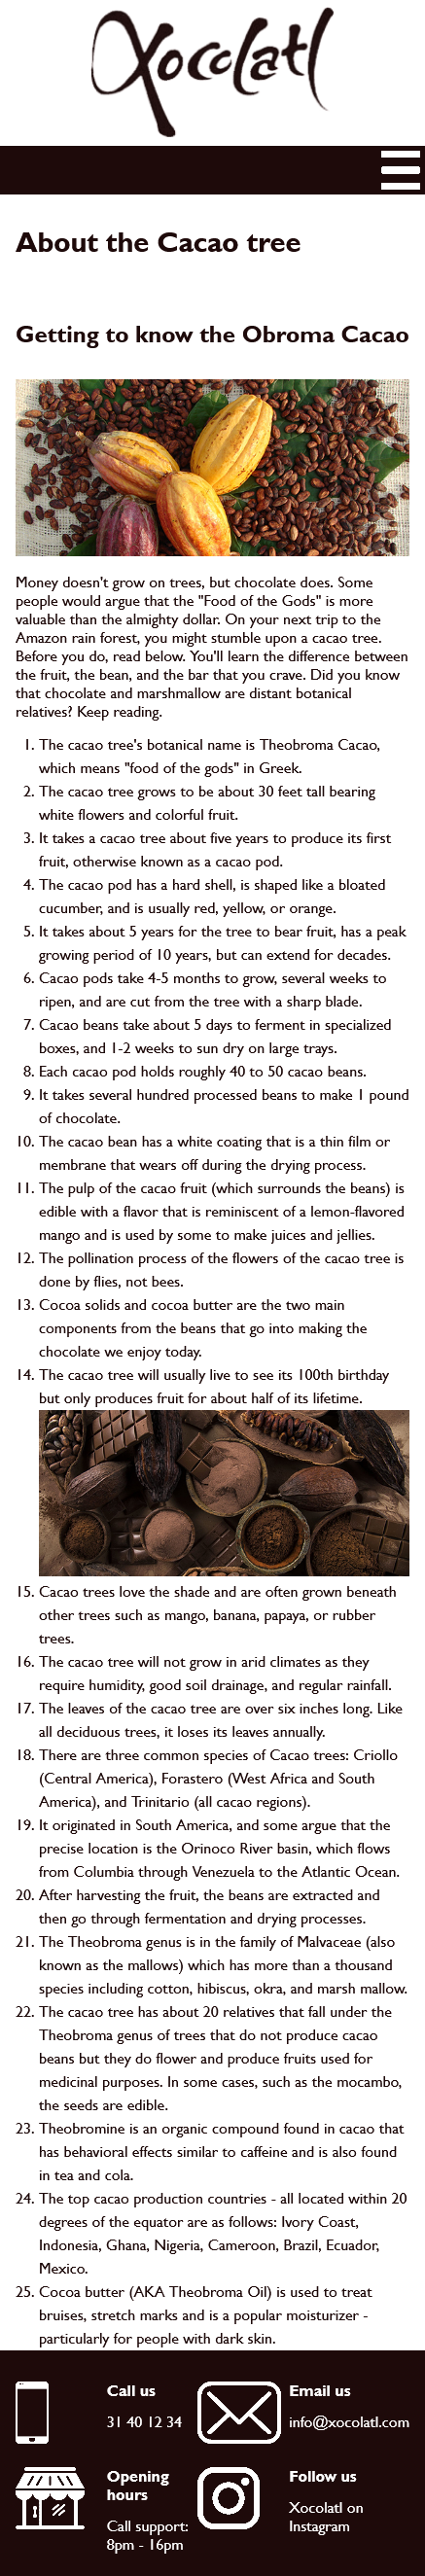 Xocolatl
About the Cacao tree
Getting to know the Obroma Cacao
Money doesn't grow on trees, but chocolate does. Some
people would argue that the "Food of the Gods" is more
valuable than the almighty dollar. On your next trip to the
Amazon rain forest, you might stumble upon a cacao tree.
Before you do, read below. You'll learn the difference between
the fruit, the bean, and the bar that you crave. Did you know
that chocolate and marshmallow are distant botanical
relatives? Keep reading.
1. The cacao tree's botanical name is Theobroma Cacao,
which means "food of the gods" in Greek.
2. The cacao tree grows to be about 30 feet tall bearing
white flowers and colorful fruit.
3. It takes a cacao tree about five years to produce its first
fruit, otherwise known as a cacao pod.
4. The cacao pod has a hard shell, is shaped like a bloated
cucumber, and is usually red, yellow, or orange.
5. It takes about 5 years for the tree to bear fruit, has a peak
growing period of 10 years, but can extend for decades.
6. Cacao pods take 4-5 months to grow, several weeks to
ripen, and are cut from the tree with a sharp blade.
7. Cacao beans take about 5 days to ferment in specialized
boxes, and 1-2 weeks to sun dry on large trays.
8. Each cacao pod holds roughly 40 to 50 cacao beans.
9. It takes several hundred processed beans to make 1 pound
of chocolate.
10. The cacao bean has a white coating that is a thin film or
membrane that wears off during the drying process.
11. The pulp of the cacao fruit (which surrounds the beans) is
edible with a flavor that is reminiscent of a lemon-flavored
mango and is used by some to make juices and jellies.
12. The pollination process of the flowers of the cacao tree is
done by flies, not bees.
13. Cocoa solids and cocoa butter are the two main
components from the beans that go into making the
chocolate we enjoy today.
14. The cacao tree will usually live to see its 100th birthday
but only produces fruit for about half of its lifetime.
15. Cacao trees love the shade and are often grown beneath
other trees such as mango, banana, papaya, or rubber
trees.
16. The cacao tree will not grow in arid climates as they
require humidity, good soil drainage, and regular rainfall.
17. The leaves of the cacao tree are over six inches long. Like
all deciduous trees, it loses its leaves annually.
18. There are three common species of Cacao trees: Criollo
(Central America), Forastero (West Africa and South
America), and Trinitario (all cacao regions).
19. It originated in South America, and some argue that the
precise location is the Orinoco River basin, which flows
from Columbia through Venezuela to the Atlantic Ocean.
20. After harvesting the fruit, the beans are extracted and
then go through fermentation and drying processes.
21. The Theobroma genus is in the family of Malvaceae (also
known as the mallows) which has more than a thousand
species including cotton, hibiscus, okra, and marsh mallow.
22. The cacao tree has about 20 relatives that fall under the
Theobroma genus of trees that do not produce cacao
beans but they do flower and produce fruits used for
medicinal purposes. In some cases, such as the mocambo,
the seeds are edible.
23. Theobromine is an organic compound found in cacao that
has behavioral effects similar to caffeine and is also found
in tea and cola.
24. The top cacao production countries - all located within 20
degrees of the equator are as follows: Ivory Coast,
Indonesia, Ghana, Nigeria, Cameroon, Brazil, Ecuador,
Mexico.
25. Cocoa butter (AKA Theobroma Oil) is used to treat
bruises, stretch marks and is a popular moisturizer -
particularly for people with dark skin.
Call us
31 40 12 34
Email us
info@xocolatl.com
Opening
hours
Call support:
8pm - 16pm
Follow us
Xocolatl on
Instagram